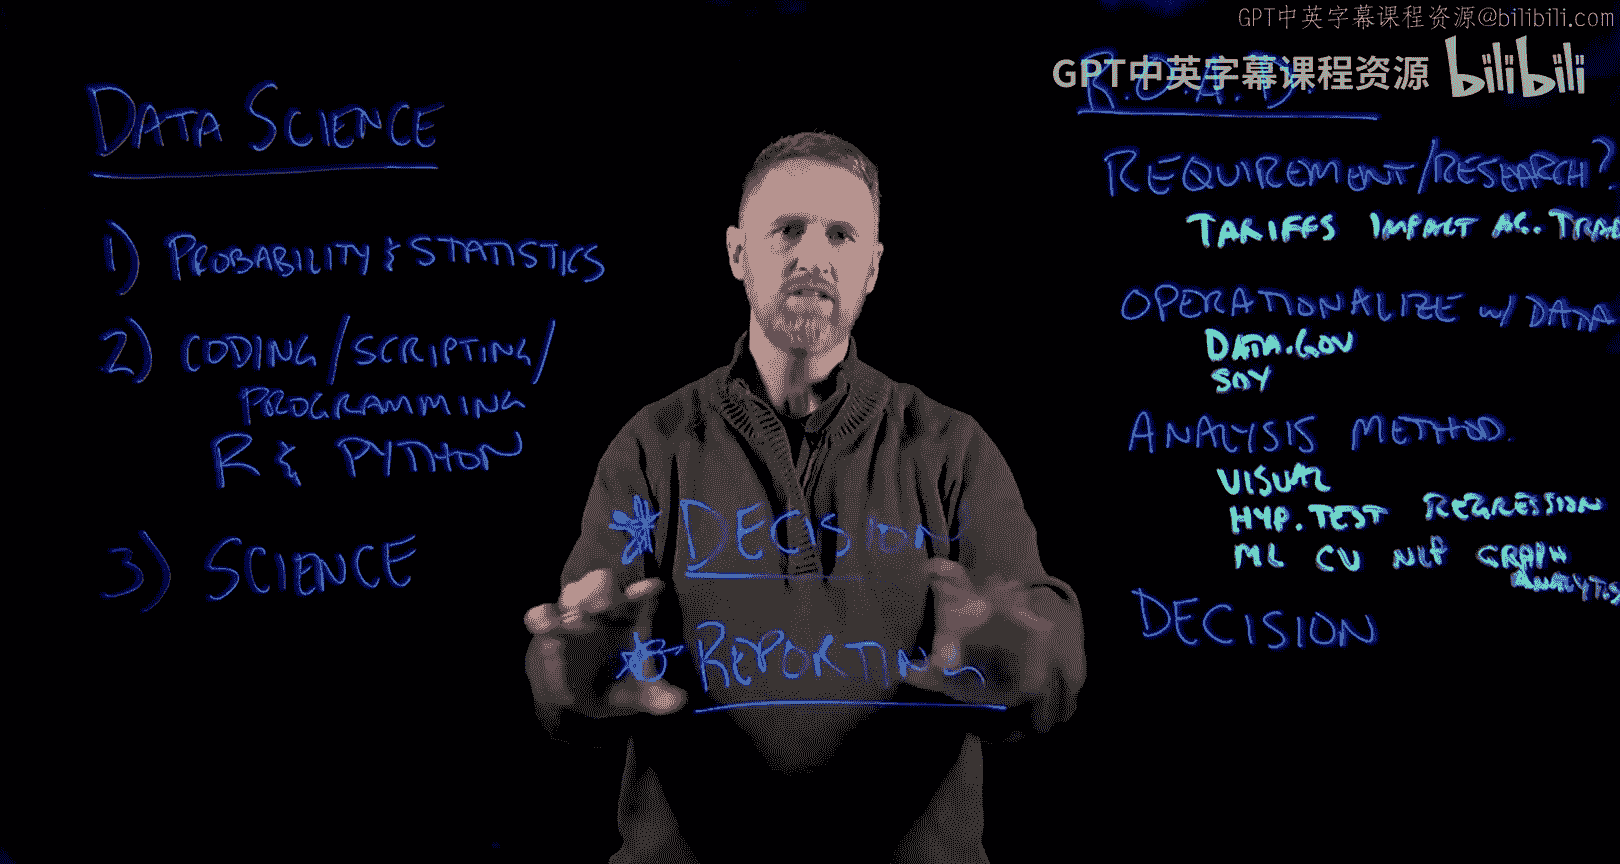 GPT中英字幕课程资源@bilibili.com
GPT中英字幕课程资源 bilibili
DATA SCIENCE
1) PROBABILITY & STATISTICS
2) CODING/SCRIPTING/
PROGRAMMING
R & PYTHON
3) SCIENCE
* DECISION
* REPORTING
R.O.A.D.
REQUIREMENT/RESEARCH?
TARIFFS IMPACT AG. TRAD
OPERATIONALIZE w/ DATA
DATA.GOV
SOY
ANALYSIS METHOD.
VISUAL
HYP. TEST REGRESSION
ML CV NLP GRAPH
ANALYTICS
DECISION